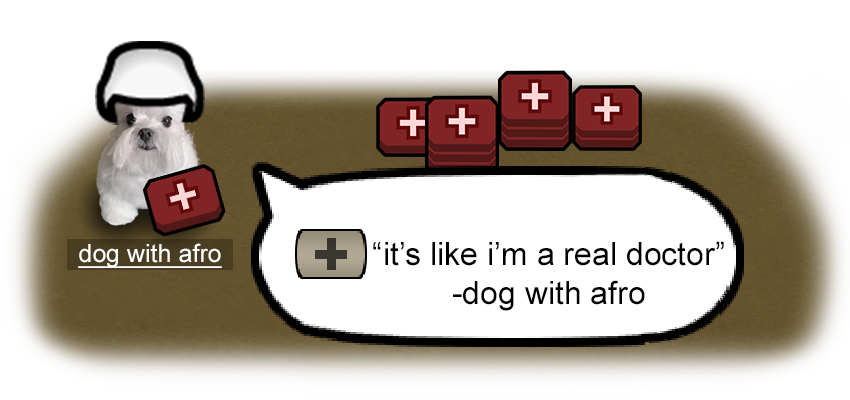 dog with afro
“it’s like i’m a real doctor”
-dog with afro